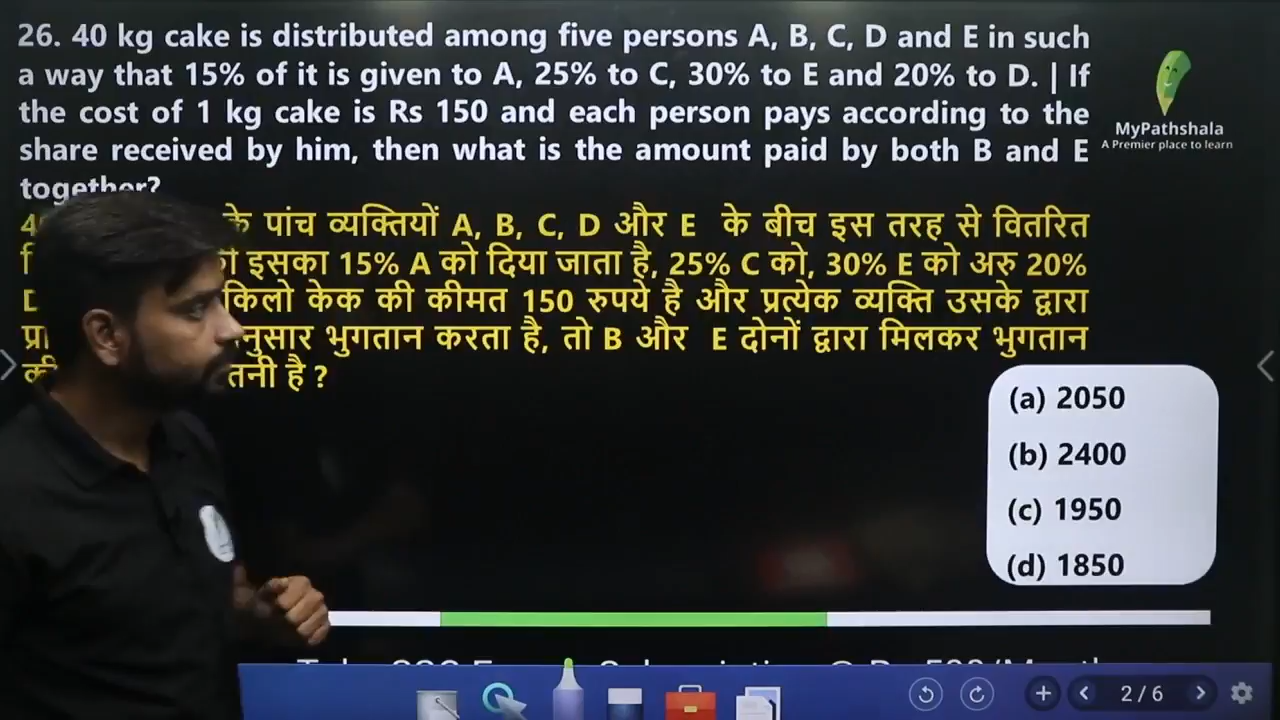 26. 40 kg cake is distributed among five persons A, B, C, D and E in such
a way that 15% of it is given to A, 25% to C, 30% to E and 20% to D. | If
the cost of 1 kg cake is Rs 150 and each person pays according to the
share received by him, then what is the amount paid by both B and E
together?
MyPathshala
A Premier place to learn
के पांच व्यक्तियों A, B, C, D और E के बीच इस तरह से वितरित
इसका 15% A को दिया जाता है, 25% C को, 30% E को अरु 20%
किलो केक की कीमत 150 रुपये है और प्रत्येक व्यक्ति उसके द्वारा
भुगतान करता है, तो B और E दोनों द्वारा मिलकर भुगतान
है ?
(a) 2050
(b) 2400
(c) 1950
(d) 1850
2 / 6